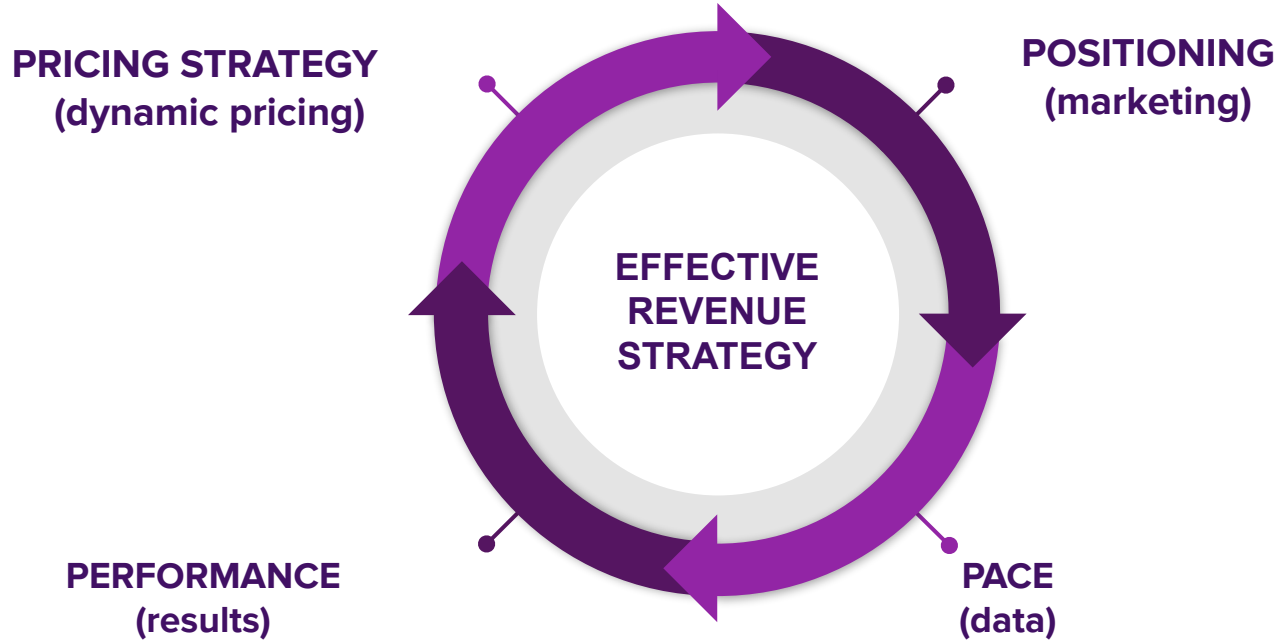 PRICING STRATEGY
(dynamic pricing)
POSITIONING
(marketing)
EFFECTIVE
REVENUE
STRATEGY
PERFORMANCE
(results)
PACE
(data)